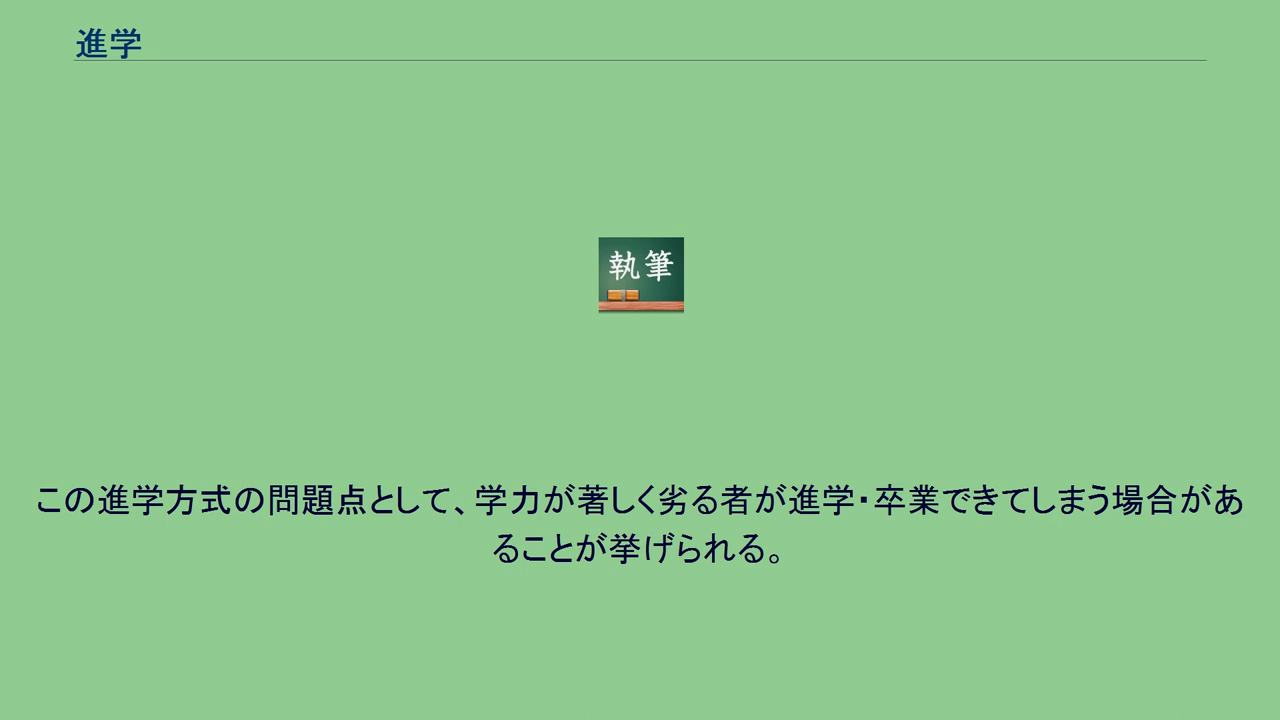 進学
執筆
この進学方式の問題点として、学力が著しく劣る者が進学・卒業できてしまう場合があ
ることが挙げられる。